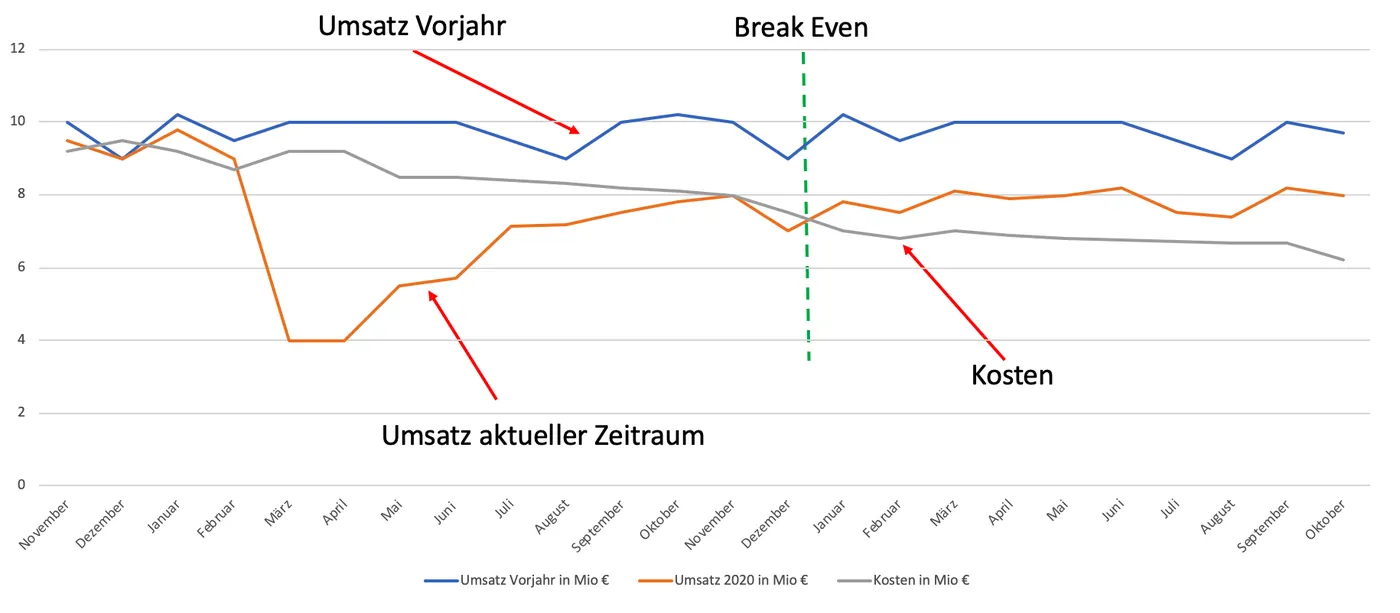 Umsatz Vorjahr
Break Even
12
10
8
6
4
2
0
Kosten
Umsatz aktueller Zeitraum
November
Dezember
Januar
Februar
März
April
Mai
Juni
Juli
August
September
Oktober
November
Dezember
Januar
Februar
März
April
Mai
Juni
Juli
August
September
Oktober
Umsatz Vorjahr in Mio €
Umsatz 2020 in Mio €
Kosten in Mio €